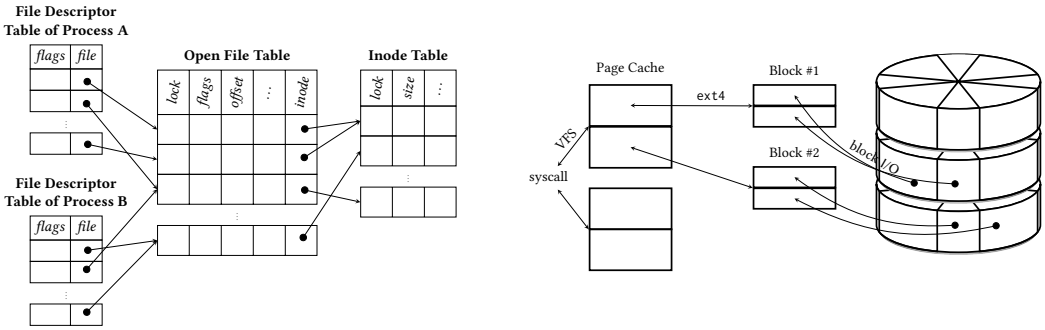 File Descriptor
Table of Process A
flags file
⋮
Open File Table
lock flags offset ⋯ inode
⋮
Inode Table
lock size ⋯
⋮
File Descriptor
Table of Process B
flags file
⋮
Page Cache
ext4
VFS
syscall
Block #1
Block #2
block I/O